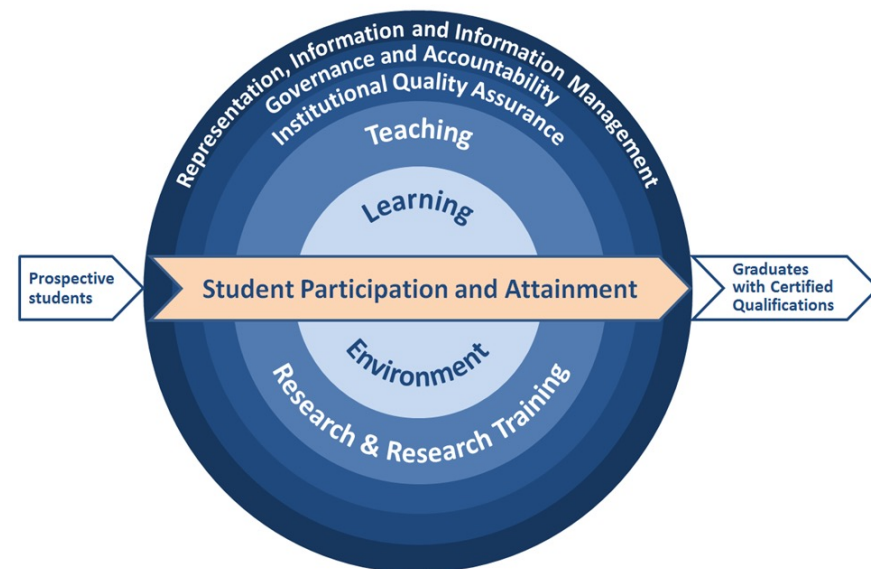 Representation, Information and Information Management
Governance and Accountability
Institutional Quality Assurance
Teaching
Learning
Prospective
students
Student Participation and Attainment
Graduates
with Certified
Qualifications
Environment
Research & Research Training